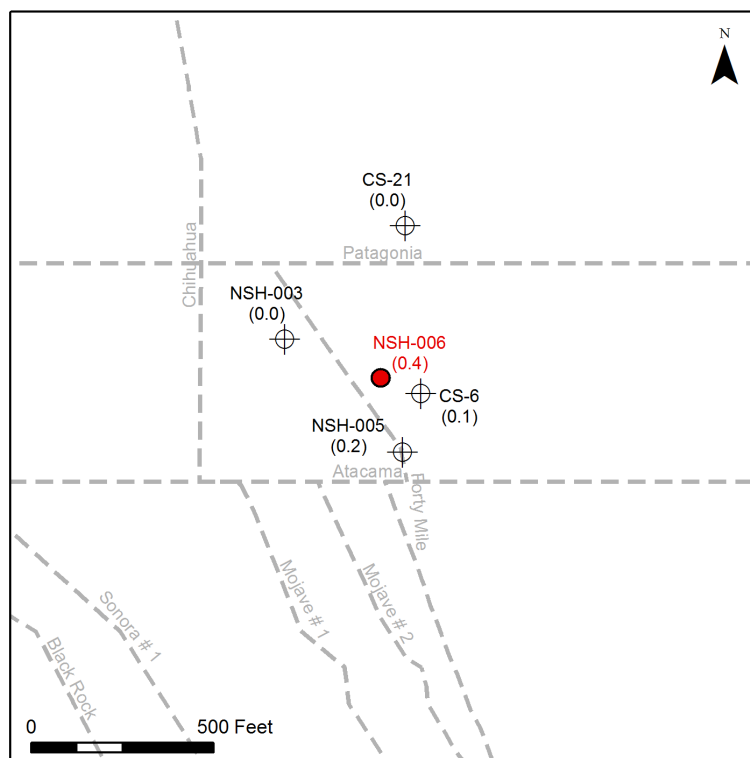 N
CS-21
(0.0)
Patagonia
Chihuahua
NSH-003
(0.0)
NSH-006
(0.4)
CS-6
(0.1)
NSH-005
(0.2)
Atacama
Forty Mile
Mojave # 1
Mojave # 2
Sonora # 1
Black Rock
0 500 Feet